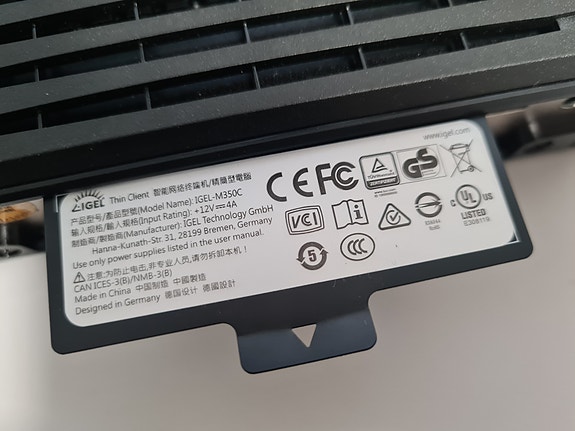 www.igel.com
IGEL Thin Client 智能网络终端机/精簡型電腦
产品型号/產品型號(Model Name): IGEL-M350C
输入规格/輸入規格(Input Rating): +12V⎓4A
制造商/製造商(Manufacturer): IGEL Technology GmbH
Hanna-Kunath-Str. 31, 28199 Bremen, Germany
Use only power supplies listed in the user manual.
注意:为防止电击,非专业人员,请勿拆卸本机!
CAN ICES-3(B)/NMB-3(B)
Made in China 中国制造 中國製造
Designed in Germany 德国设计 德國設計
CE FC
GS
VCI
5
CCC
C UL US
LISTED
E308119